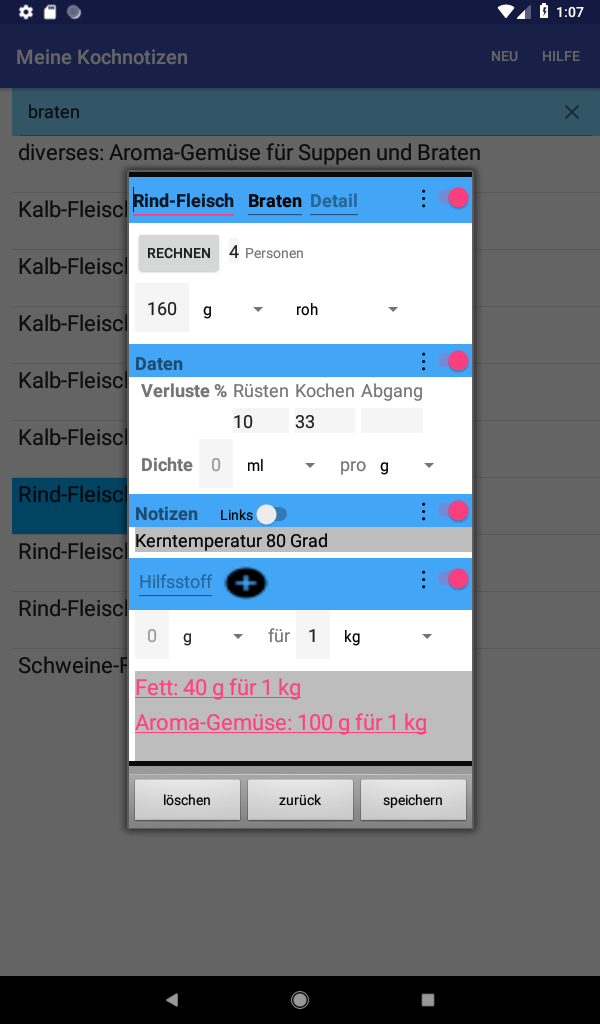 1:07
Meine Kochnotizen NEU HILFE
braten
diverses: Aroma-Gemüse für Suppen und Braten
Kalb-Fleisch
Kalb-Fleisch
Kalb-Fleisch
Kalb-Fleisch
Kalb-Fleisch
Rind-Fleisch
Rind-Fleisch
Rind-Fleisch
Schweine-F
Rind-Fleisch Braten Detail
RECHNEN 4 Personen
160 g roh
Daten
Verluste % Rüsten Kochen Abgang
10 33
Dichte 0 ml pro g
Notizen Links
Kerntemperatur 80 Grad
Hilfsstoff
0 g für 1 kg
Fett: 40 g für 1 kg
Aroma-Gemüse: 100 g für 1 kg
löschen zurück speichern